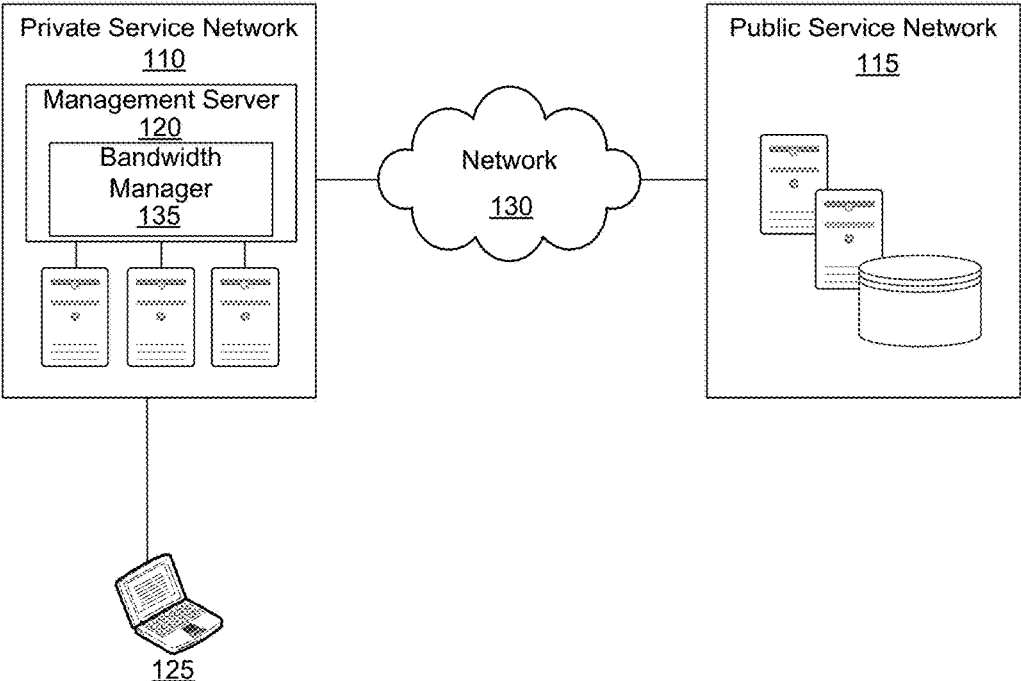 Private Service Network
110
Management Server
120
Bandwidth
Manager
135
Network
130
Public Service Network
115
125